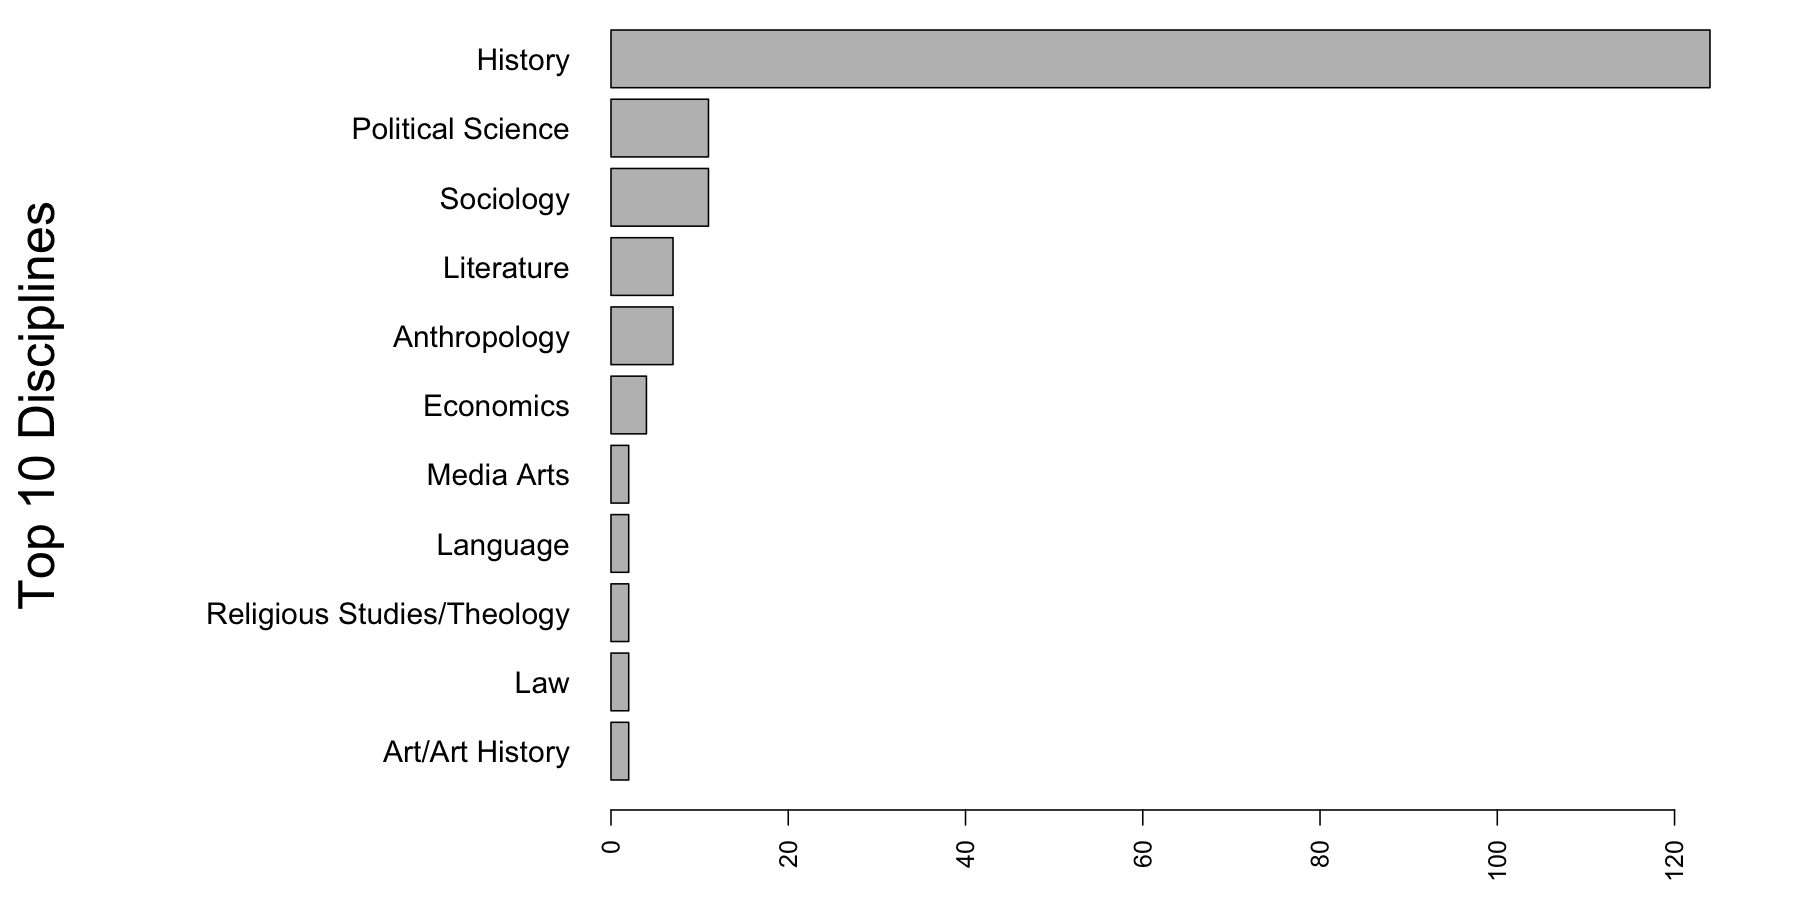 Top 10 Disciplines
History
Political Science
Sociology
Literature
Anthropology
Economics
Media Arts
Language
Religious Studies/Theology
Law
Art/Art History
0
20
40
60
80
100
120